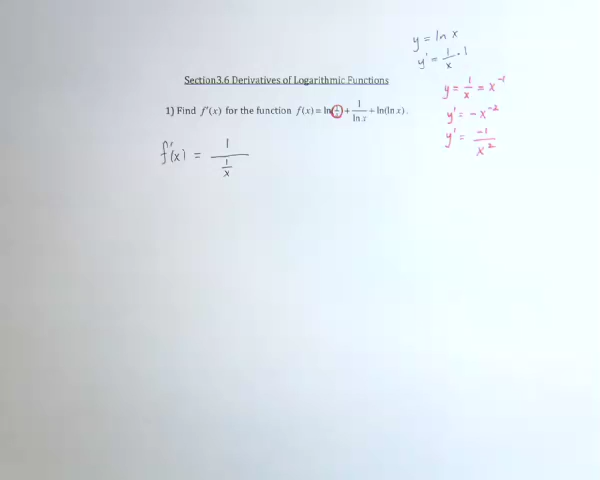 y = ln x
y' = 1/x · 1
Section3.6 Derivatives of Logarithmic Functions
y = 1/x = x^-1
1) Find f'(x) for the function f(x) = ln(1/x) + 1/ln x + ln(ln x).
y' = -x^-2
y' = -1/x^2
f'(x) = 1/(1/x)